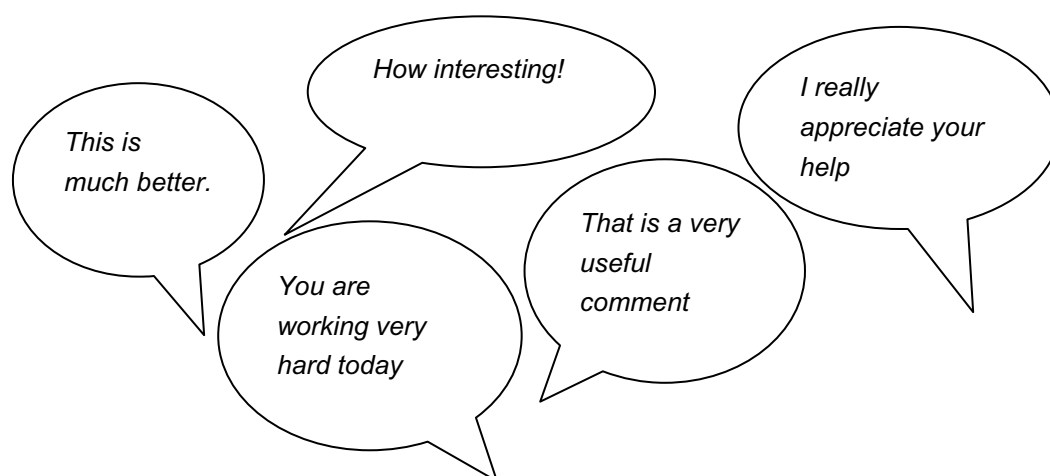 How interesting!
I really
appreciate your
help
This is
much better.
That is a very
useful
comment
You are
working very
hard today